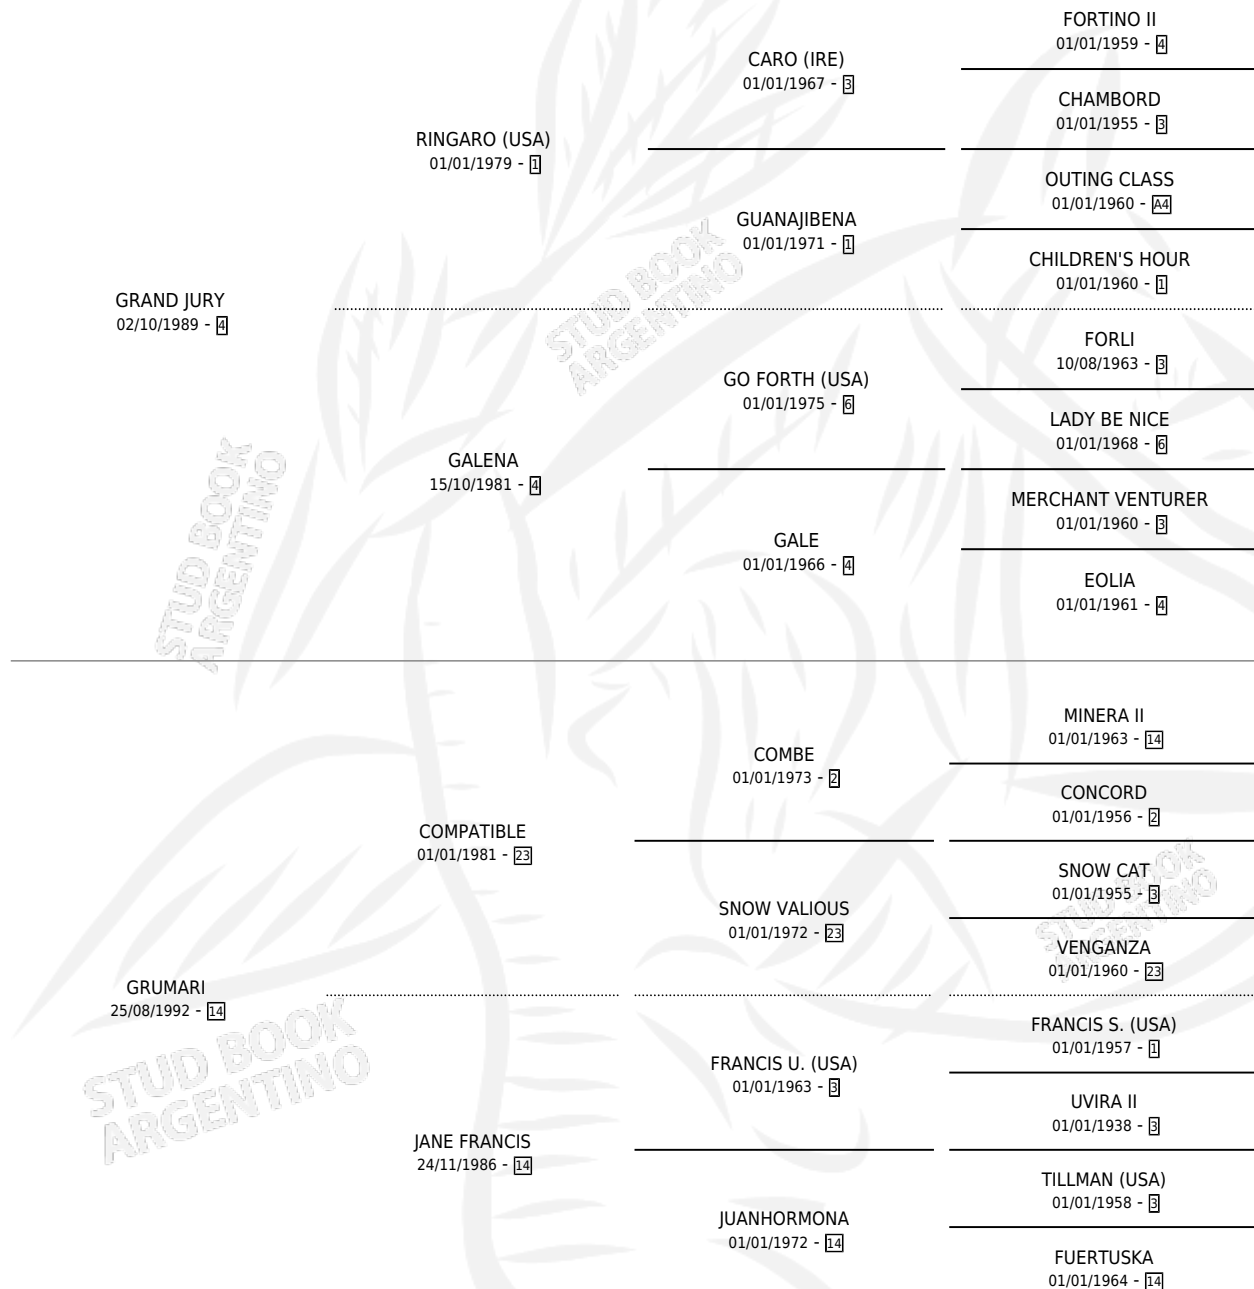 FORTINO II
01/01/1959 - 4
CARO (IRE)
01/01/1967 - 3
CHAMBORD
01/01/1955 - 3
RINGARO (USA)
01/01/1979 - 1
OUTING CLASS
01/01/1960 - A4
GUANAJIBENA
01/01/1971 - 1
CHILDREN'S HOUR
01/01/1960 - 1
GRAND JURY
02/10/1989 - 4
FORLI
10/08/1963 - 3
GO FORTH (USA)
01/01/1975 - 6
LADY BE NICE
01/01/1968 - 6
GALENA
15/10/1981 - 4
MERCHANT VENTURER
01/01/1960 - 3
GALE
01/01/1966 - 4
EOLIA
01/01/1961 - 4
MINERA II
01/01/1963 - 14
COMBE
01/01/1973 - 2
CONCORD
01/01/1956 - 2
COMPATIBLE
01/01/1981 - 23
SNOW CAT
01/01/1955 - 3
SNOW VALIOUS
01/01/1972 - 23
VENGANZA
01/01/1960 - 23
GRUMARI
25/08/1992 - 14
FRANCIS S. (USA)
01/01/1957 - 1
FRANCIS U. (USA)
01/01/1963 - 3
UVIRA II
01/01/1938 - 3
JANE FRANCIS
24/11/1986 - 14
TILLMAN (USA)
01/01/1958 - 3
JUANHORMONA
01/01/1972 - 14
FUERTUSKA
01/01/1964 - 14
STUD BOOK
ARGENTINO
STUD BOOK
ARGENTINO
STUD BOOK
ARGENTINO
STUD BOOK
ARGENTINO